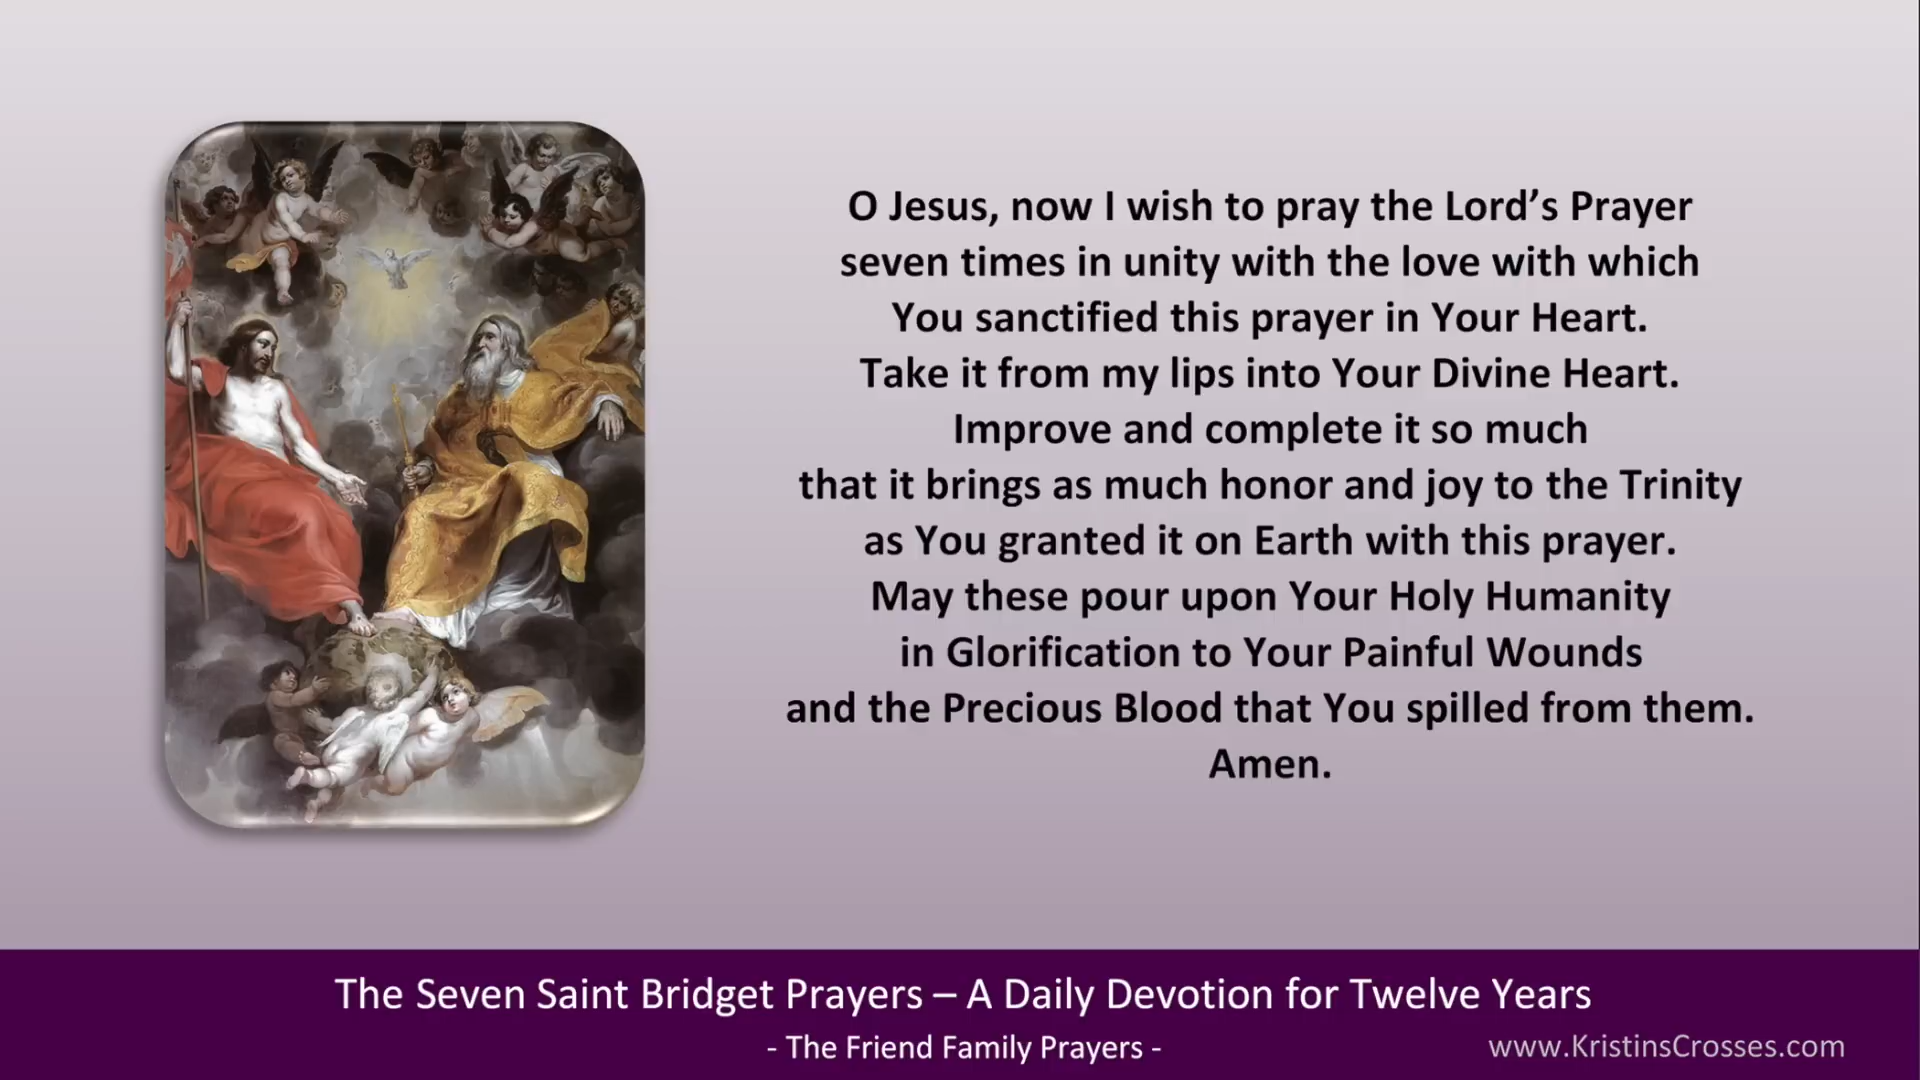 O Jesus, now I wish to pray the Lord’s Prayer
seven times in unity with the love with which
You sanctified this prayer in Your Heart.
Take it from my lips into Your Divine Heart.
Improve and complete it so much
that it brings as much honor and joy to the Trinity
as You granted it on Earth with this prayer.
May these pour upon Your Holy Humanity
in Glorification to Your Painful Wounds
and the Precious Blood that You spilled from them.
Amen.
The Seven Saint Bridget Prayers – A Daily Devotion for Twelve Years
- The Friend Family Prayers -
www.KristinsCrosses.com